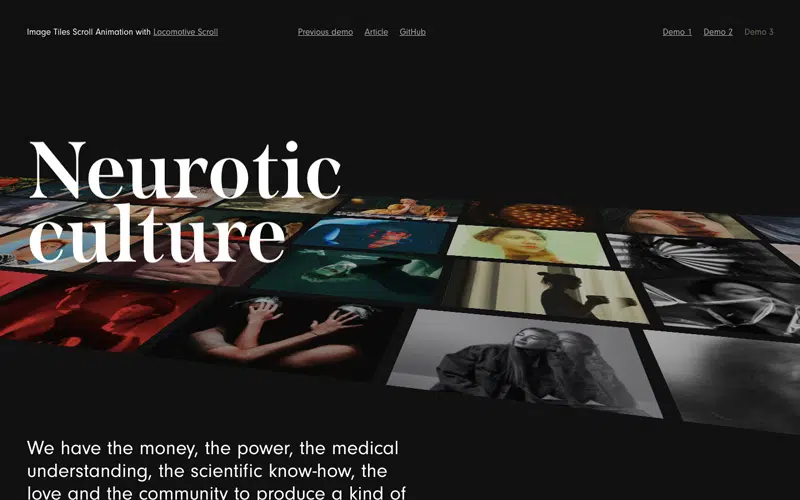 Image Tiles Scroll Animation with Locomotive Scroll
Previous demo Article GitHub
Demo 1 Demo 2 Demo 3
Neurotic
culture
We have the money, the power, the medical
understanding, the scientific know-how, the
love and the community to produce a kind of